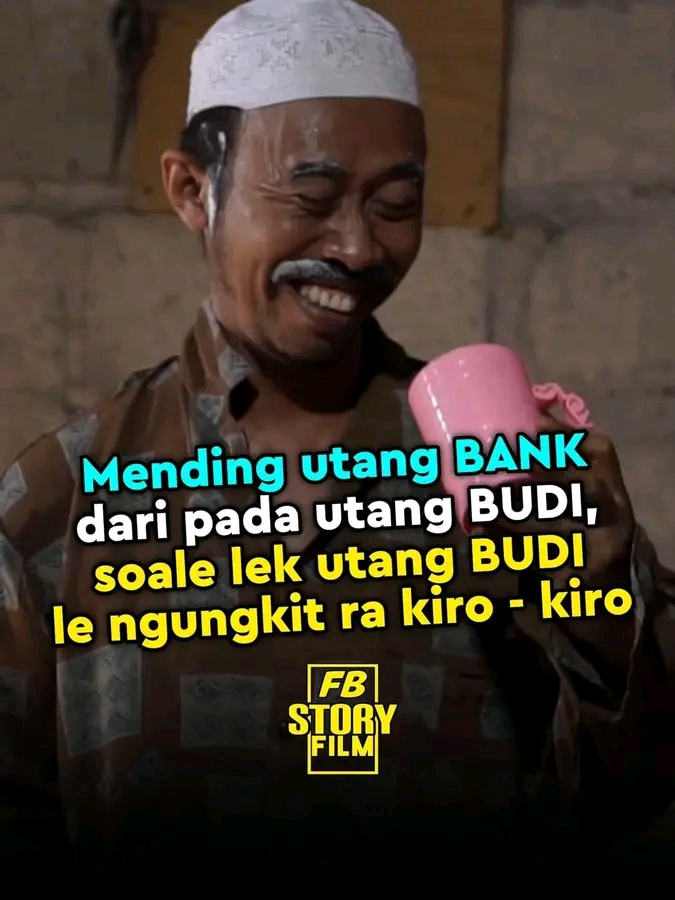 Mending utang BANK
dari pada utang BUDI,
soale lek utang BUDI
le ngungkit ra kiro - kiro
FB
STORY
FILM